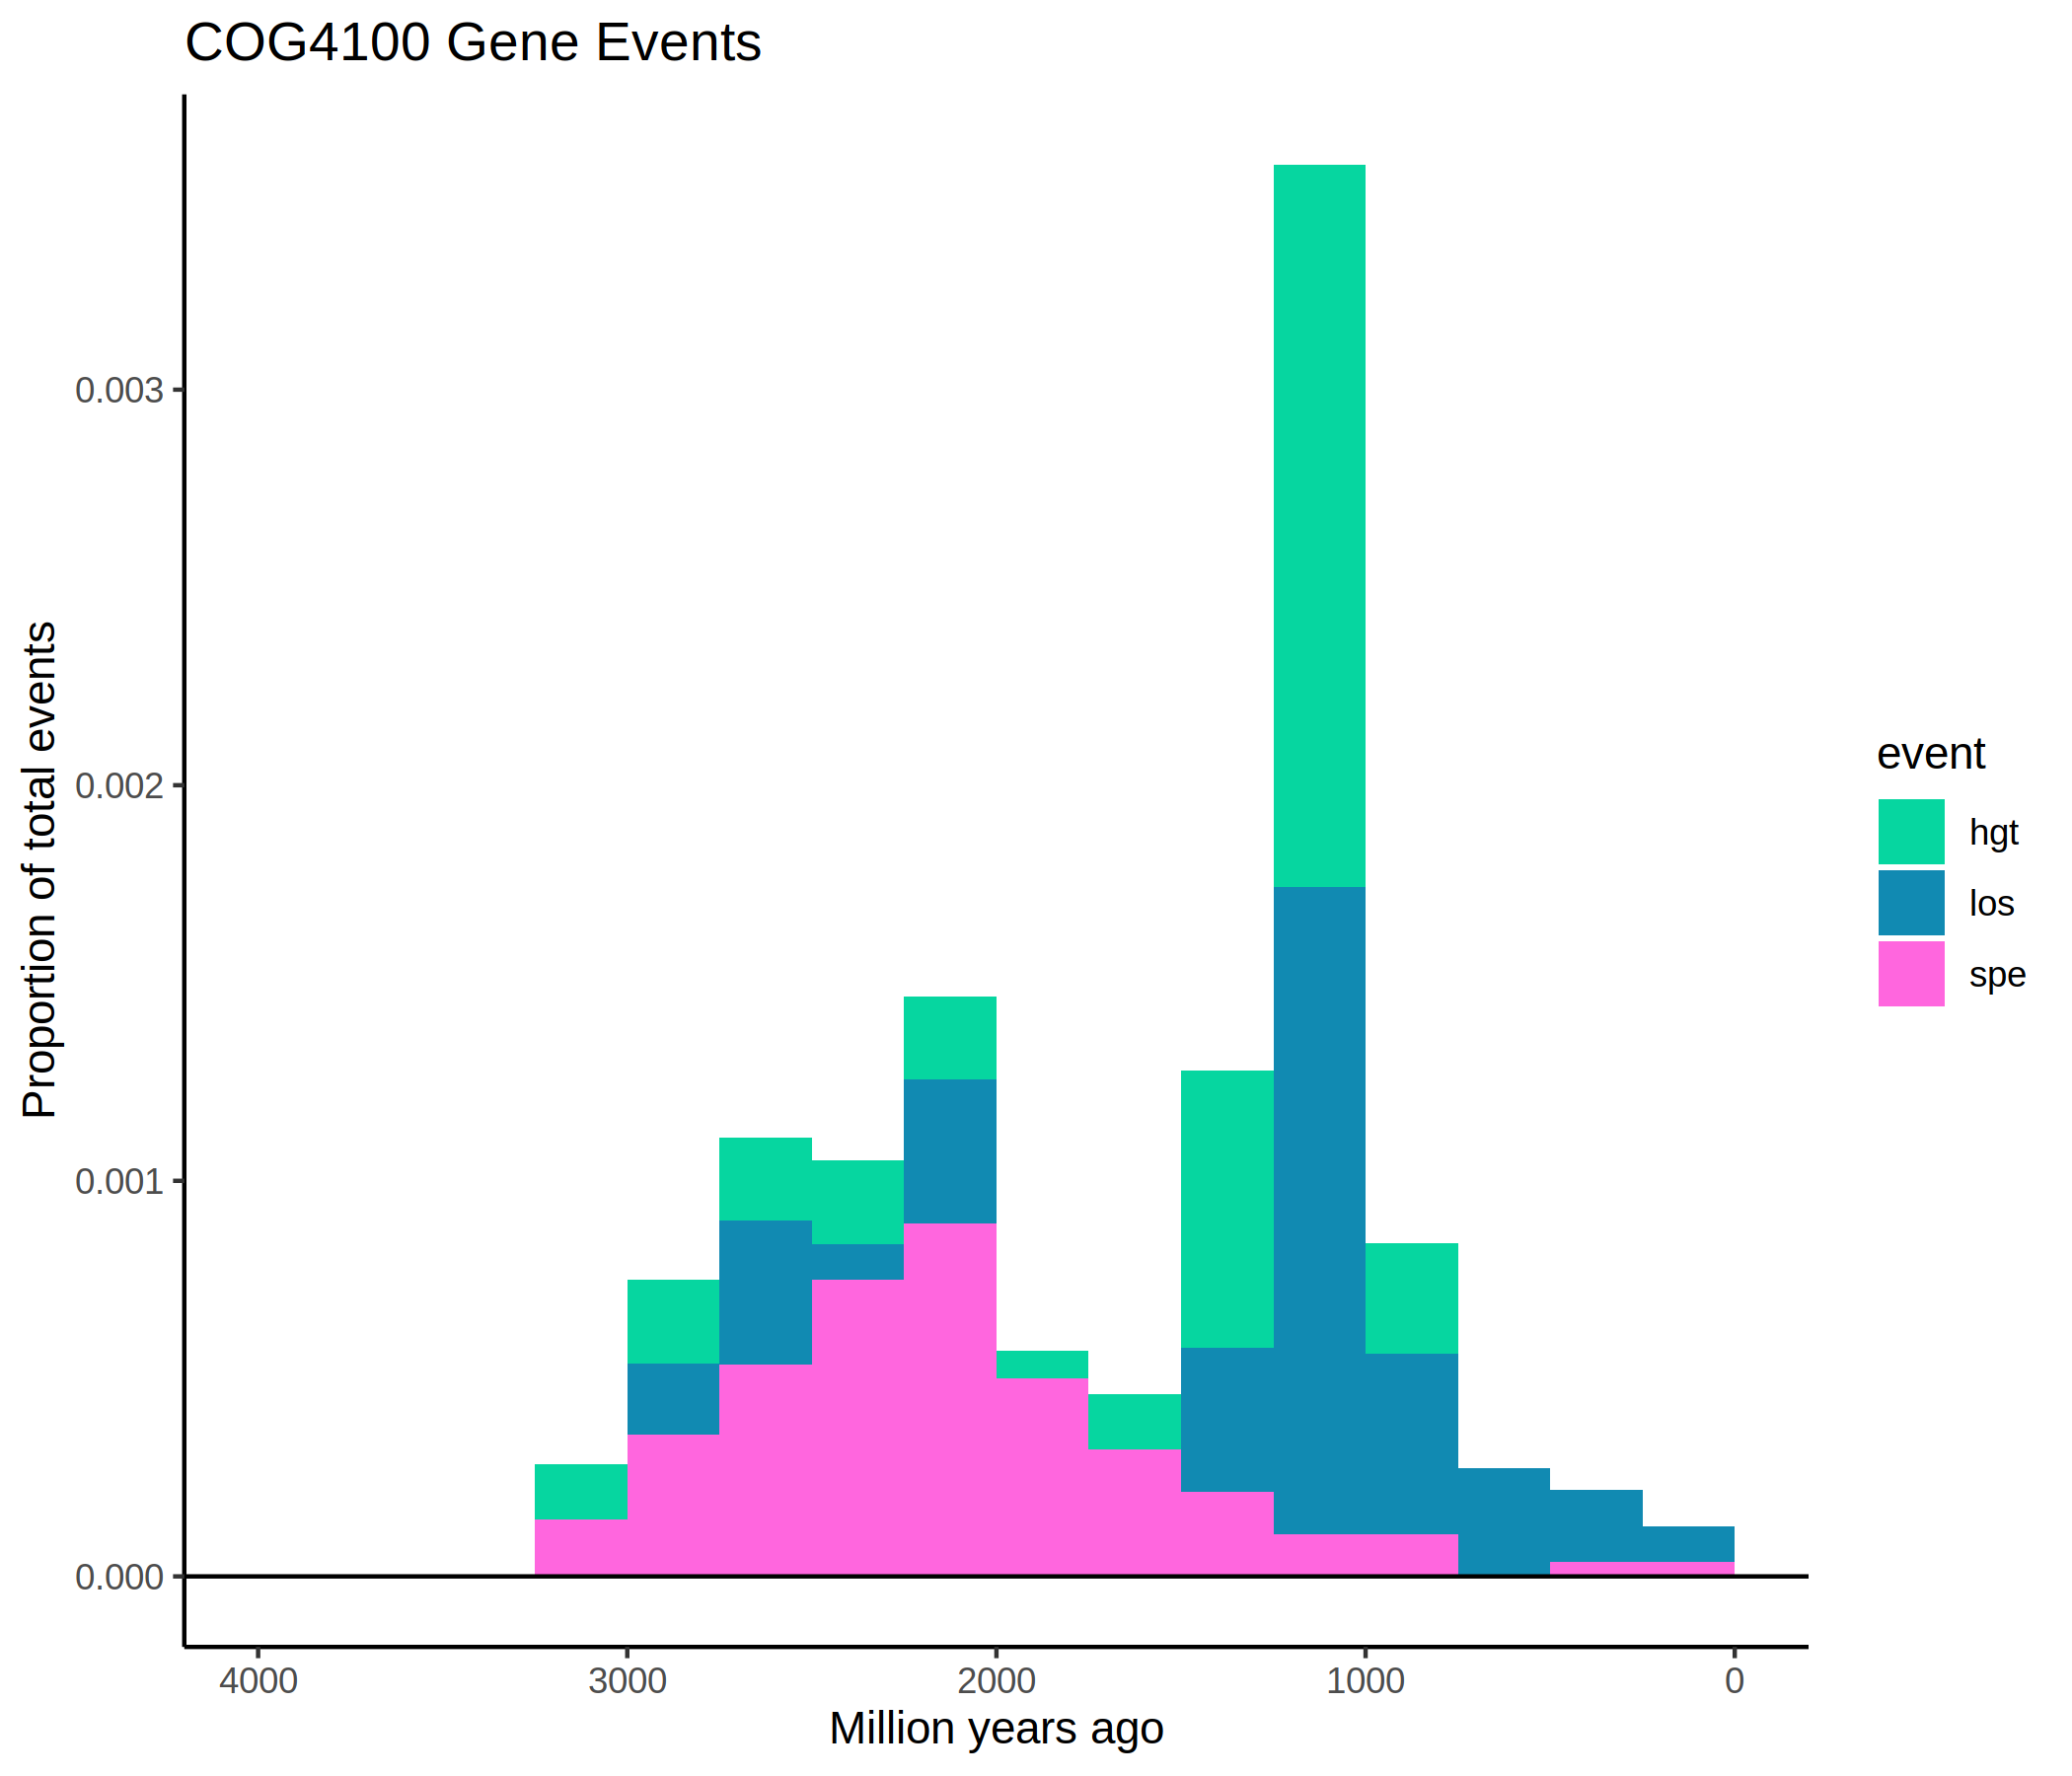 COG4100 Gene Events
Proportion of total events
0.003
0.002
0.001
0.000
4000 3000 2000 1000 0
Million years ago
event
hgt
los
spe